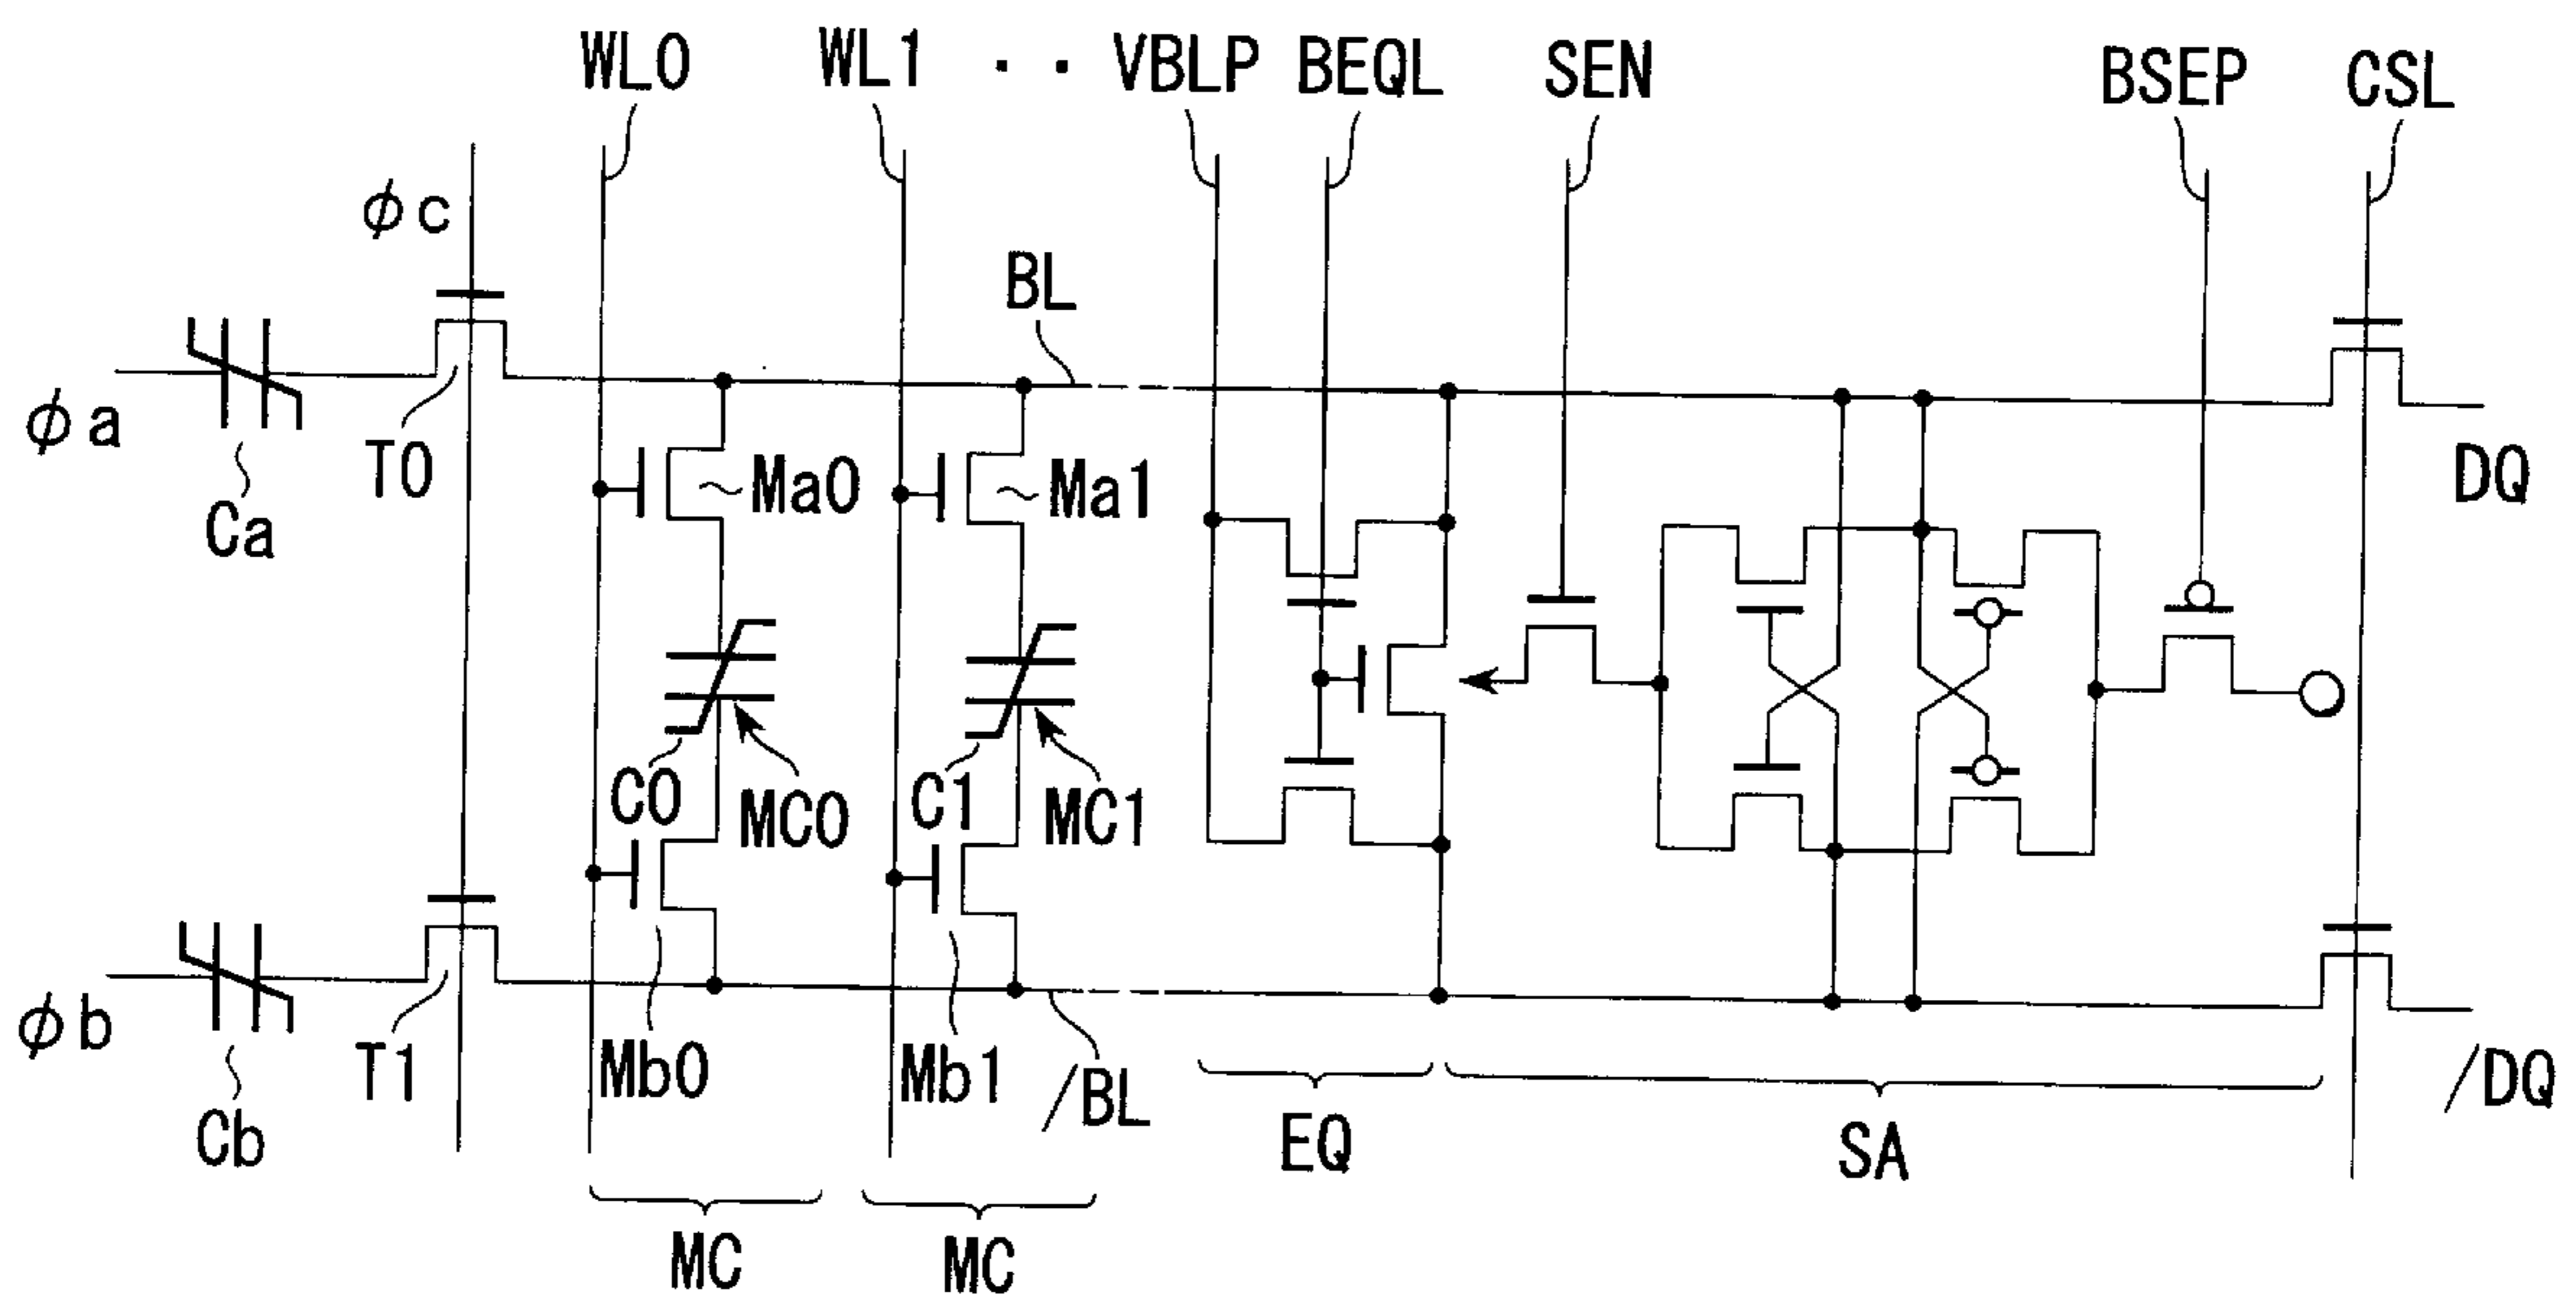 WL0 WL1 ・・ VBLP BEQL SEN BSEP CSL
φc
BL
φa
T0
Ma0
Ma1
DQ
Ca
C0
MC0
C1
MC1
φb
T1
Mb0
Mb1
/BL
/DQ
Cb
EQ
SA
MC
MC